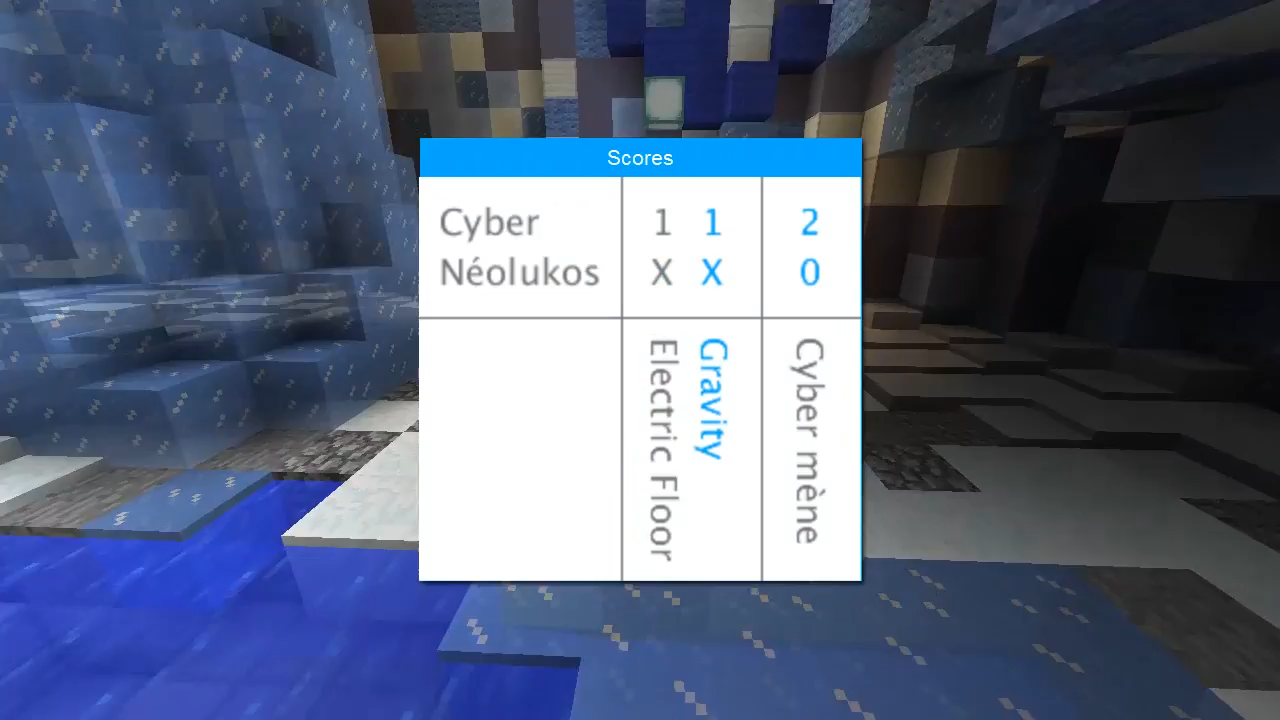 Scores
Cyber 1 1 2
Néolukos X X 0
Electric Floor
Gravity
Cyber mène